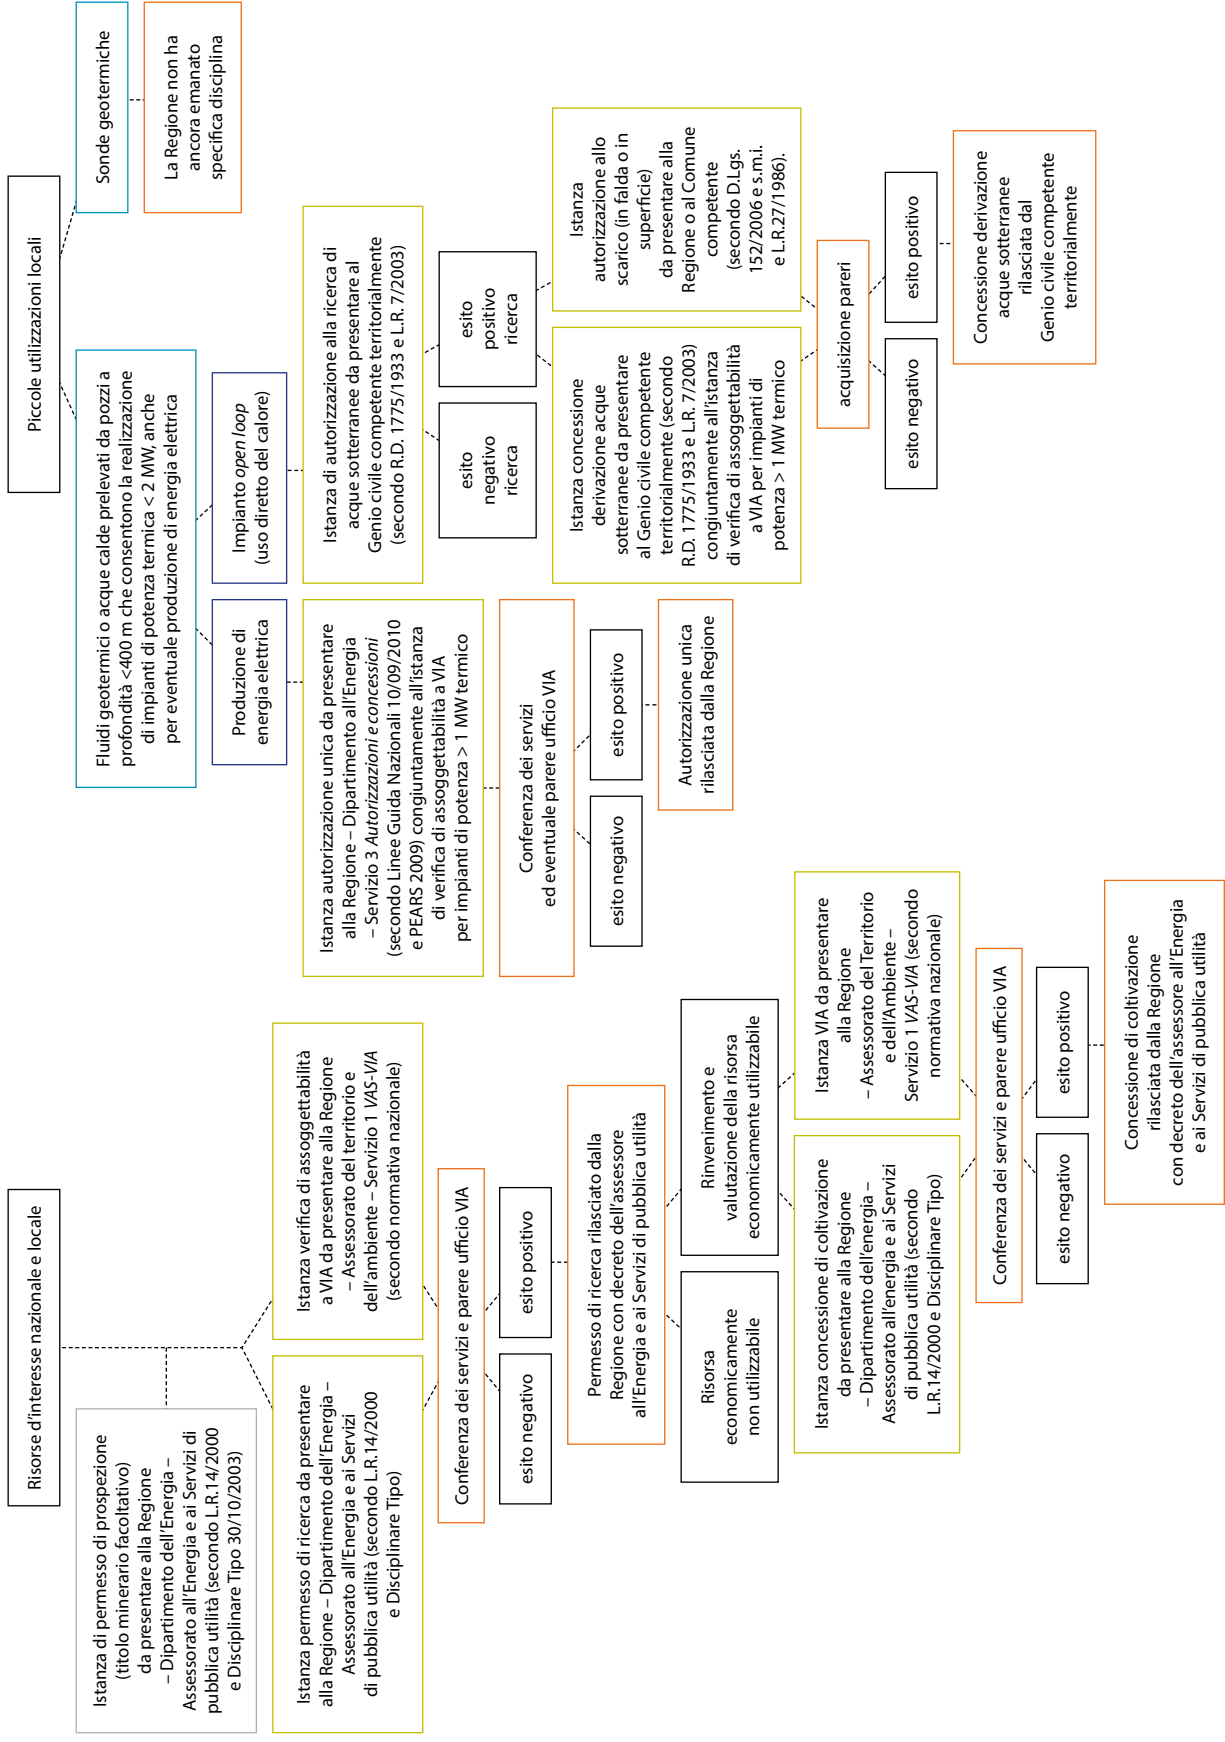 Risorse d'interesse nazionale e locale
Istanza di permesso di prospezione
(titolo minerario facoltativo)
da presentare alla Regione
– Dipartimento dell'Energia –
Assessorato all'Energia e ai Servizi di
pubblica utilità (secondo L.R.14/2000
e Disciplinare Tipo 30/10/2003)
Istanza permesso di ricerca da presentare
alla Regione – Dipartimento dell'Energia –
Assessorato all'Energia e ai Servizi
di pubblica utilità (secondo L.R.14/2000
e Disciplinare Tipo)
Istanza verifica di assoggettabilità
a VIA da presentare alla Regione
– Assessorato del territorio e
dell'ambiente – Servizio 1 VAS-VIA
(secondo normativa nazionale)
Conferenza dei servizi e parere ufficio VIA
esito negativo
esito positivo
Permesso di ricerca rilasciato dalla
Regione con decreto dell'assessore
all'Energia e ai Servizi di pubblica utilità
Risorsa
economicamente
non utilizzabile
Rinvenimento e
valutazione della risorsa
economicamente utilizzabile
Istanza concessione di coltivazione
da presentare alla Regione
– Dipartimento dell'energia –
Assessorato all'energia e ai Servizi
di pubblica utilità (secondo
L.R.14/2000 e Disciplinare Tipo)
Istanza VIA da presentare
alla Regione
– Assessorato del Territorio
e dell'Ambiente –
Servizio 1 VAS-VIA (secondo
normativa nazionale)
Conferenza dei servizi e parere ufficio VIA
esito negativo
esito positivo
Concessione di coltivazione
rilasciata dalla Regione
con decreto dell'assessore all'Energia
e ai Servizi di pubblica utilità
Piccole utilizzazioni locali
Fluidi geotermici o acque calde prelevati da pozzi a
profondità <400 m che consentono la realizzazione
di impianti di potenza termica < 2 MW, anche
per eventuale produzione di energia elettrica
Sonde geotermiche
La Regione non ha
ancora emanato
specifica disciplina
Produzione di
energia elettrica
Impianto open loop
(uso diretto del calore)
Istanza autorizzazione unica da presentare
alla Regione – Dipartimento all'Energia
– Servizio 3 Autorizzazioni e concessioni
(secondo Linee Guida Nazionali 10/09/2010
e PEARS 2009) congiuntamente all'istanza
di verifica di assoggettabilità a VIA
per impianti di potenza > 1 MW termico
Conferenza dei servizi
ed eventuale parere ufficio VIA
esito negativo
esito positivo
Autorizzazione unica
rilasciata dalla Regione
Istanza di autorizzazione alla ricerca di
acque sotterranee da presentare al
Genio civile competente territorialmente
(secondo R.D. 1775/1933 e L.R. 7/2003)
esito
negativo
ricerca
esito
positivo
ricerca
Istanza concessione
derivazione acque
sotterranee da presentare
al Genio civile competente
territorialmente (secondo
R.D. 1775/1933 e L.R. 7/2003)
congiuntamente all'istanza
di verifica di assoggettabilità
a VIA per impianti di
potenza > 1 MW termico
Istanza
autorizzazione allo
scarico (in falda o in
superficie)
da presentare alla
Regione o al Comune
competente
(secondo D.Lgs.
152/2006 e s.m.i.
e L.R.27/1986).
acquisizione pareri
esito negativo
esito positivo
Concessione derivazione
acque sotterranee
rilasciata dal
Genio civile competente
territorialmente